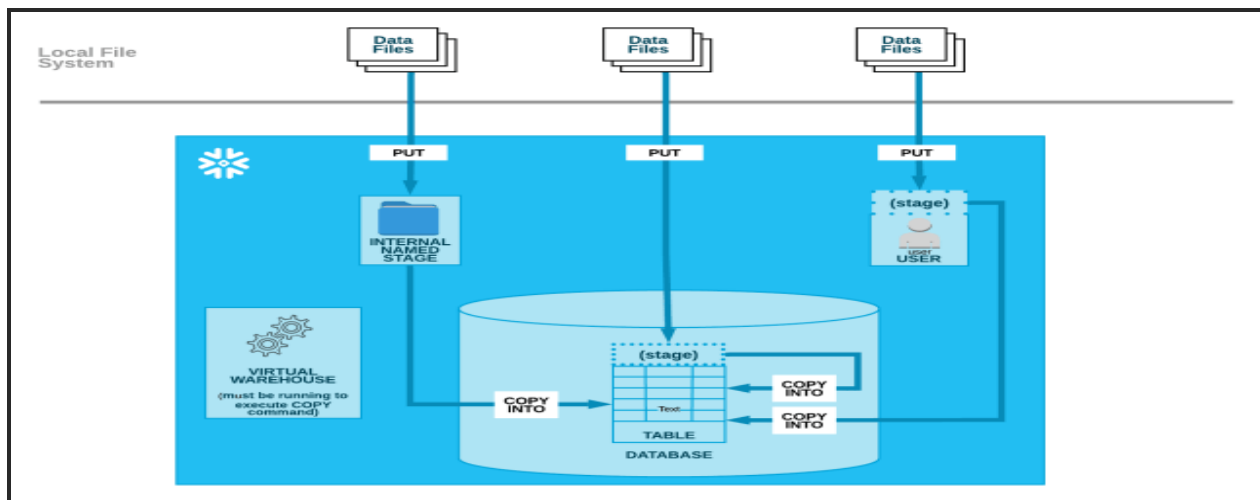 Local File
System
Data
Files
Data
Files
Data
Files
PUT
PUT
PUT
INTERNAL
NAMED
STAGE
(stage)
user
USER
VIRTUAL
WAREHOUSE
(must be running to
execute COPY
command)
(stage)
COPY
INTO
COPY
INTO
Text
COPY
INTO
TABLE
DATABASE